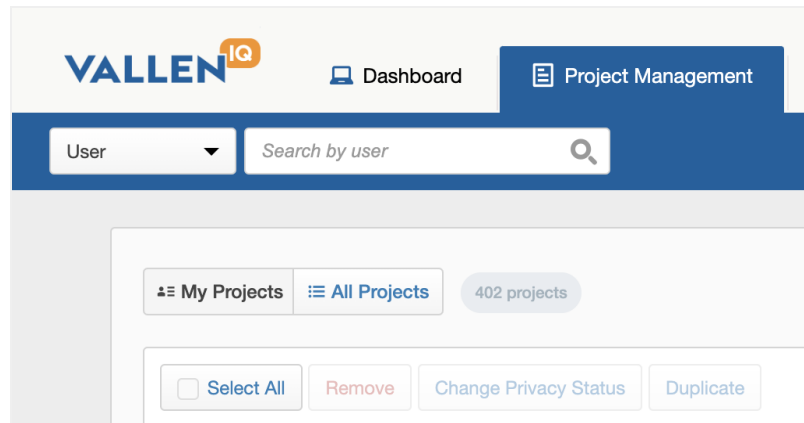 VALLEN IQ
Dashboard
Project Management
User
Search by user
My Projects
All Projects
402 projects
Select All
Remove
Change Privacy Status
Duplicate